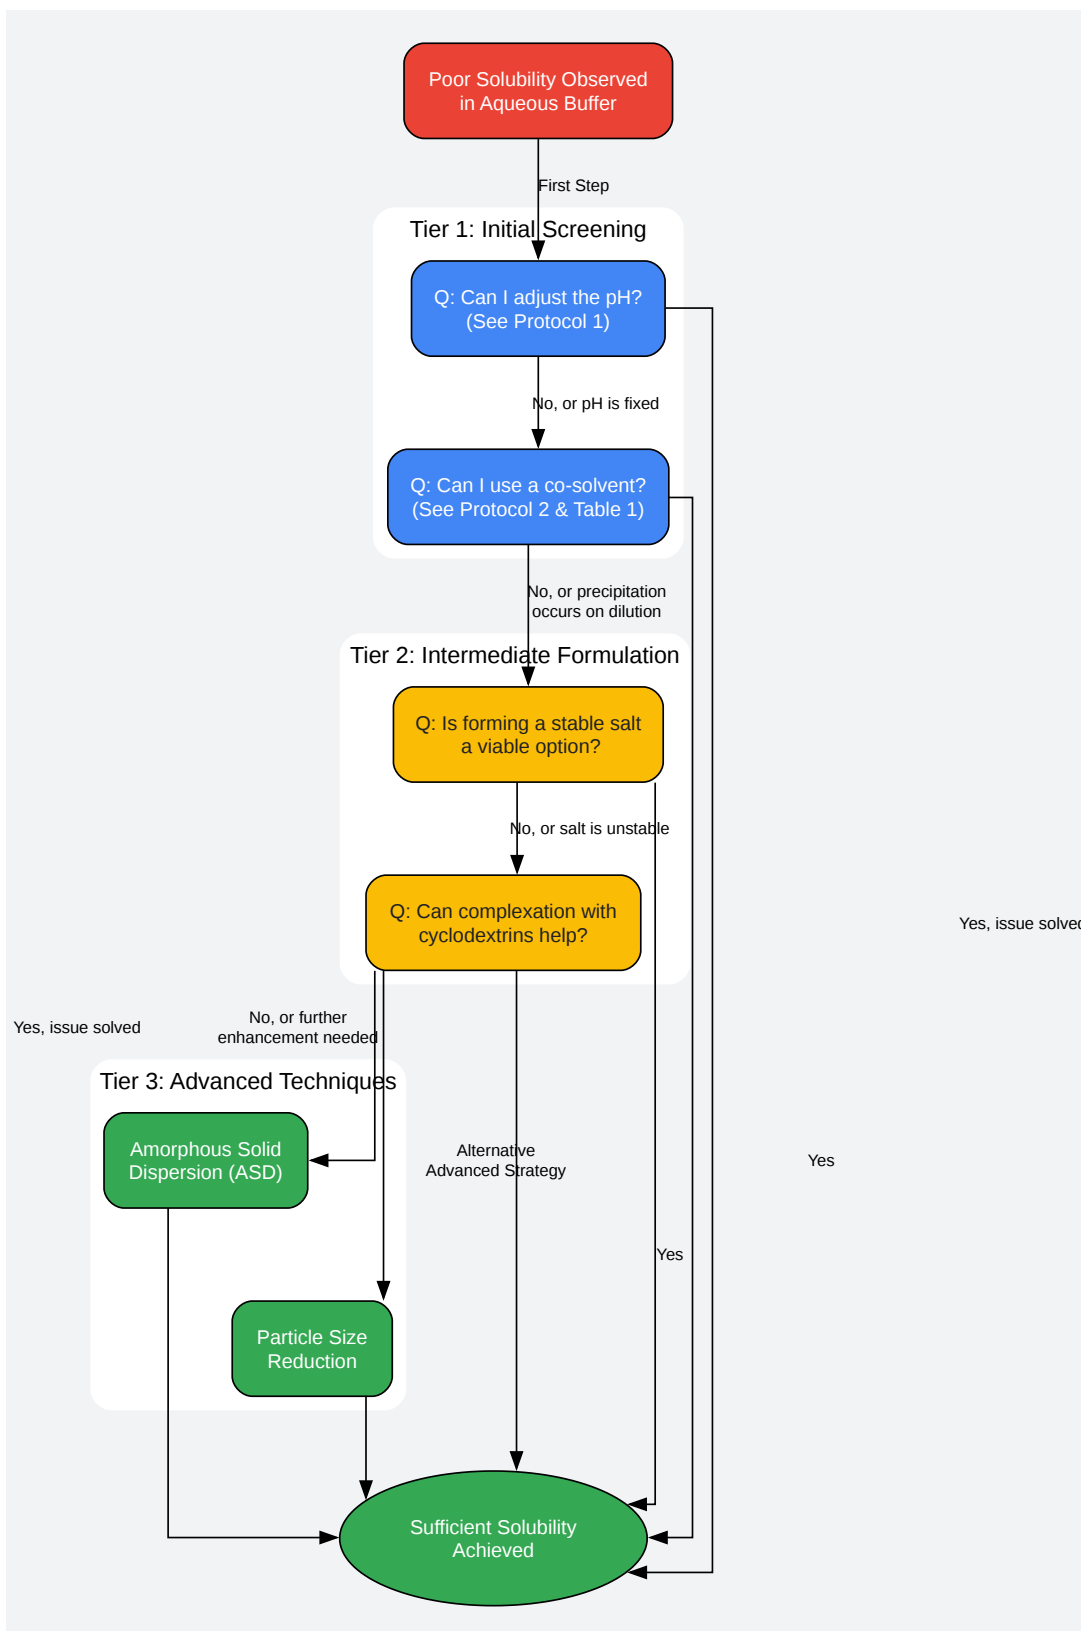 Poor Solubility Observed
in Aqueous Buffer
First Step
Tier 1: Initial Screening
Q: Can I adjust the pH?
(See Protocol 1)
No, or pH is fixed
Q: Can I use a co-solvent?
(See Protocol 2 & Table 1)
No, or precipitation
occurs on dilution
Tier 2: Intermediate Formulation
Q: Is forming a stable salt
a viable option?
No, or salt is unstable
Q: Can complexation with
cyclodextrins help?
Yes, issue solved
Yes, issue solved
No, or further
enhancement needed
Tier 3: Advanced Techniques
Amorphous Solid
Dispersion (ASD)
Alternative
Advanced Strategy
Yes
Yes
Particle Size
Reduction
Sufficient Solubility
Achieved